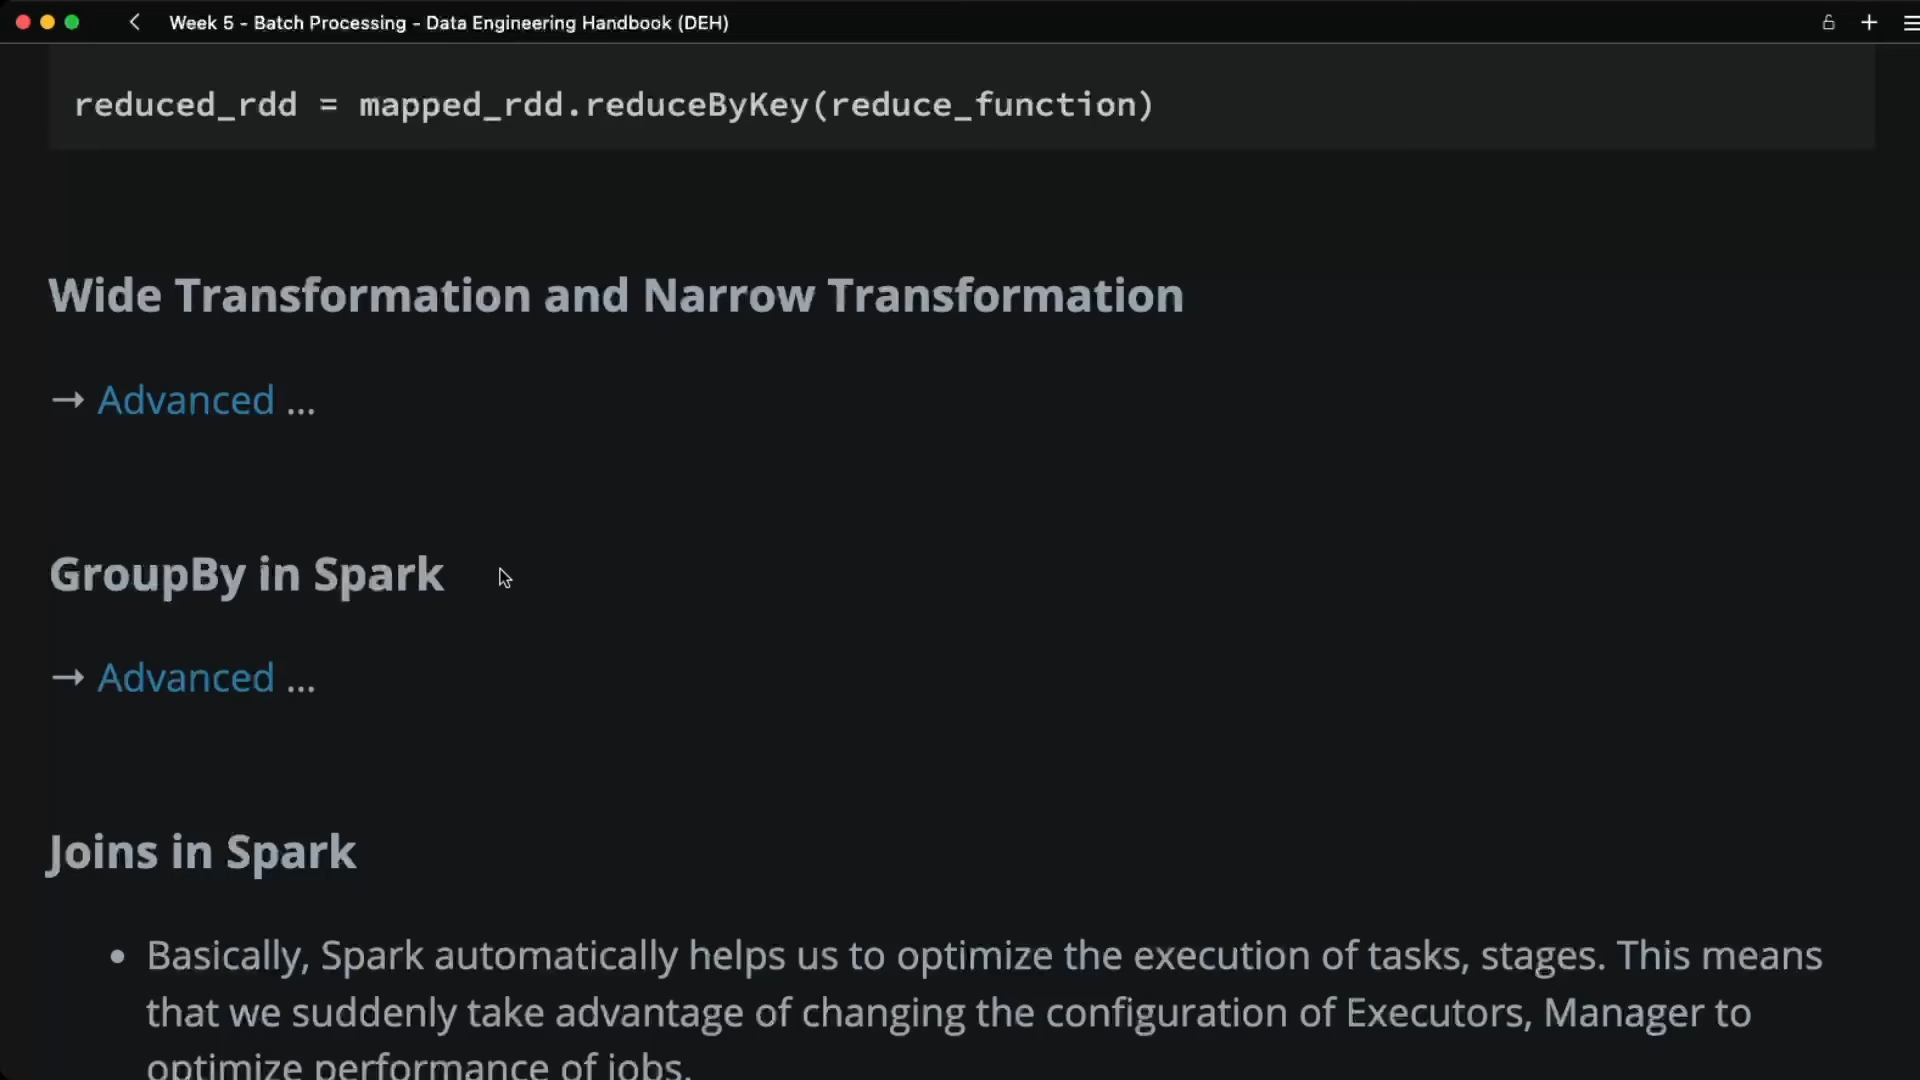 Week 5 - Batch Processing - Data Engineering Handbook (DEH)
reduced_rdd = mapped_rdd.reduceByKey(reduce_function)
Wide Transformation and Narrow Transformation
→ Advanced ...
GroupBy in Spark
→ Advanced ...
Joins in Spark
• Basically, Spark automatically helps us to optimize the execution of tasks, stages. This means
that we suddenly take advantage of changing the configuration of Executors, Manager to
optimize performance of jobs.